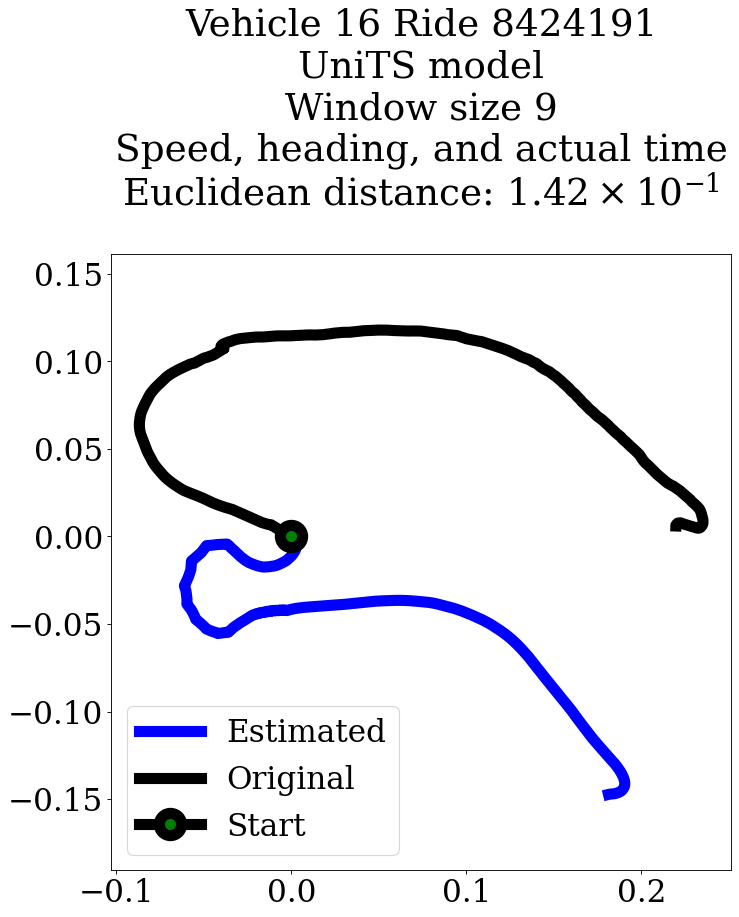 Vehicle 16 Ride 8424191
UniTS model
Window size 9
Speed, heading, and actual time
Euclidean distance: 1.42 × 10⁻¹
0.15
0.10
0.05
0.00
−0.05
−0.10
−0.15
Estimated
Original
Start
−0.1
0.0
0.1
0.2